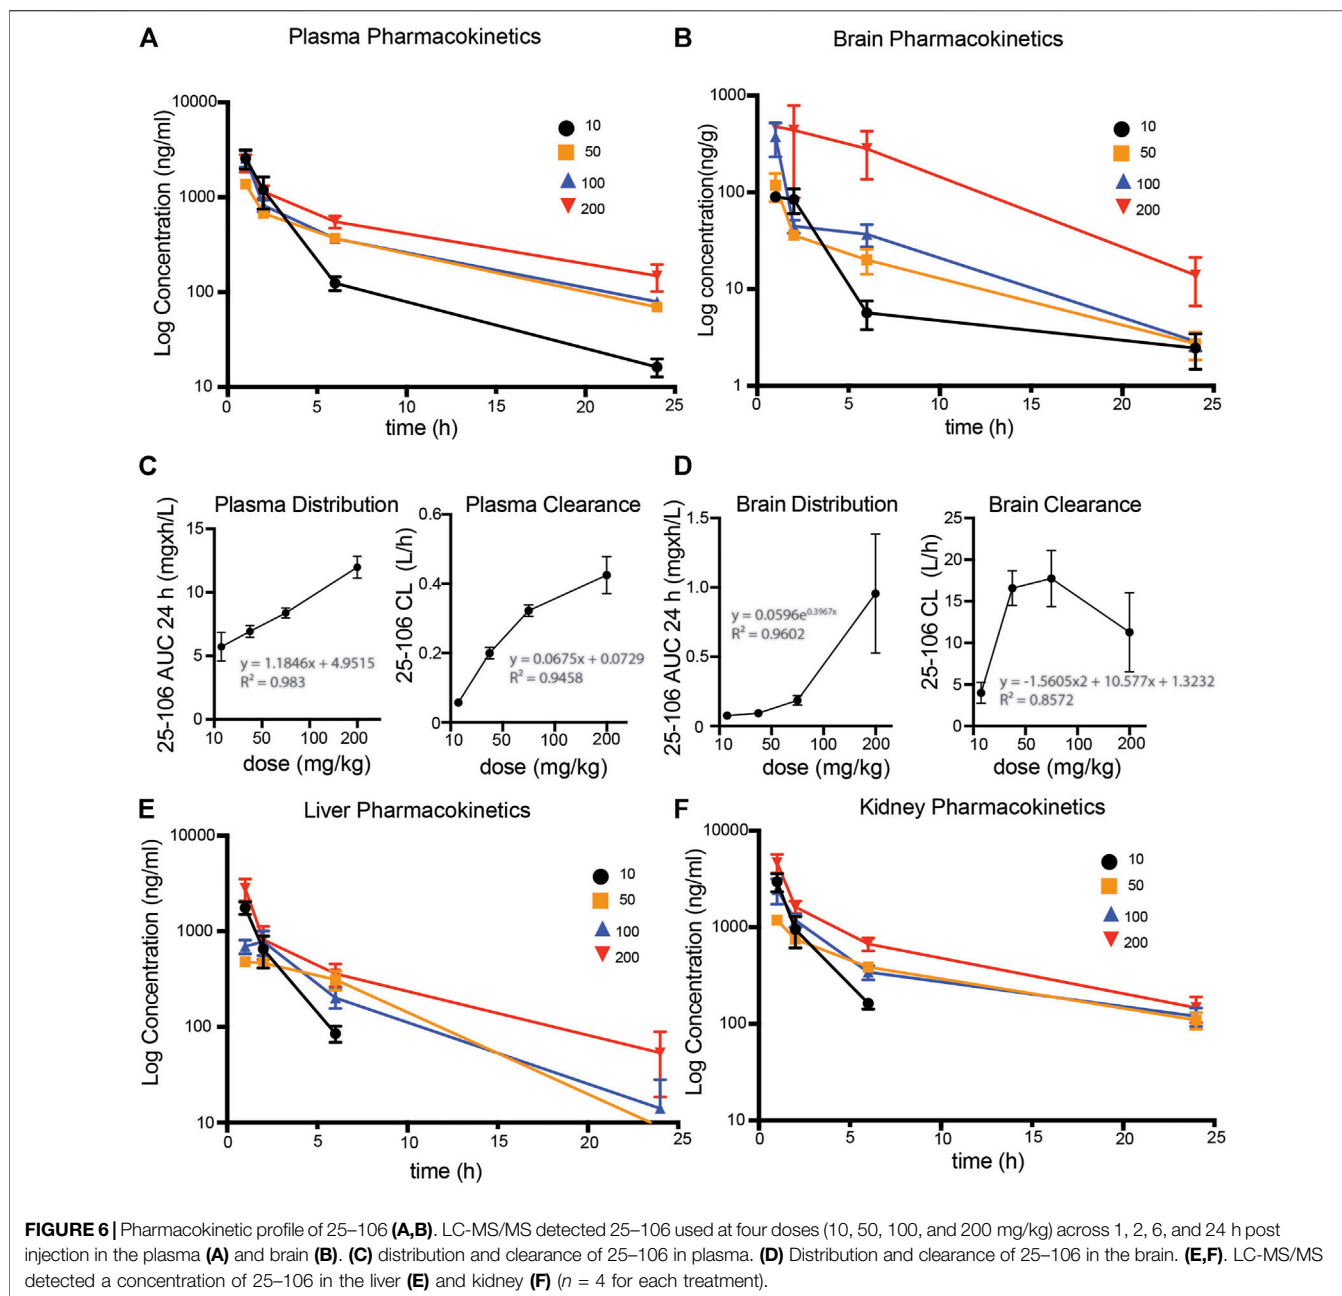 A
Plasma Pharmacokinetics
Log Concentration (ng/ml)
10000
1000
100
10
0 5 10 15 20 25
time (h)
10
50
100
200
B
Brain Pharmacokinetics
Log concentration(ng/g)
1000
100
10
1
0 5 10 15 20 25
time (h)
10
50
100
200
C
Plasma Distribution
25-106 AUC 24 h (mgxh/L)
15
10
5
0
10 50 100 200
dose (mg/kg)
y = 1.1846x + 4.9515
R² = 0.983
Plasma Clearance
25-106 CL (L/h)
0.6
0.4
0.2
0
10 50 100 200
dose (mg/kg)
y = 0.0675x + 0.0729
R² = 0.9458
D
Brain Distribution
25-106 AUC 24 h (mgxh/L)
1.5
1.0
0.5
0
10 50 100 200
dose (mg/kg)
y = 0.0596e^0.3967x
R² = 0.9602
Brain Clearance
25-106 CL (L/h)
25
20
15
10
5
0
10 50 100 200
dose (mg/kg)
y = -1.5605x2 + 10.577x + 1.3232
R² = 0.8572
E
Liver Pharmacokinetics
Log Concentration (ng/ml)
10000
1000
100
10
0 5 10 15 20 25
time (h)
10
50
100
200
F
Kidney Pharmacokinetics
Log Concentration (ng/ml)
10000
1000
100
10
0 5 10 15 20 25
time (h)
10
50
100
200
FIGURE 6 | Pharmacokinetic profile of 25–106 (A,B). LC-MS/MS detected 25–106 used at four doses (10, 50, 100, and 200 mg/kg) across 1, 2, 6, and 24 h post
injection in the plasma (A) and brain (B). (C) distribution and clearance of 25–106 in plasma. (D) Distribution and clearance of 25–106 in the brain. (E,F). LC-MS/MS
detected a concentration of 25–106 in the liver (E) and kidney (F) (n = 4 for each treatment).